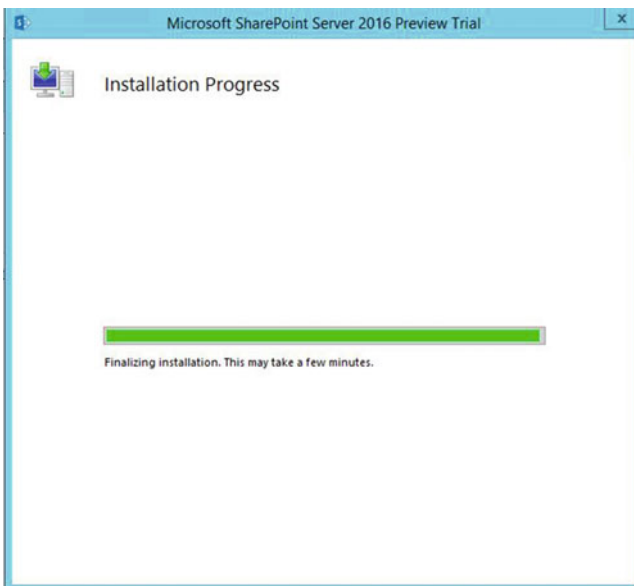 Microsoft SharePoint Server 2016 Preview Trial
x
Installation Progress
Finalizing installation. This may take a few minutes.